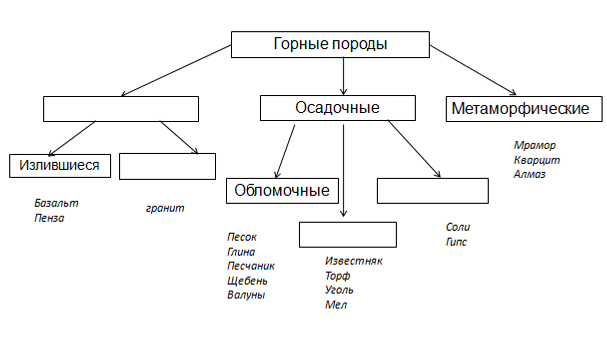 Горные породы
Осадочные
Метаморфические
Излившиеся
Базальт
Пенза
гранит
Обломочные
Песок
Глина
Песчаник
Щебень
Валуны
Известняк
Торф
Уголь
Мел
Соли
Гипс
Мрамор
Кварцит
Алмаз